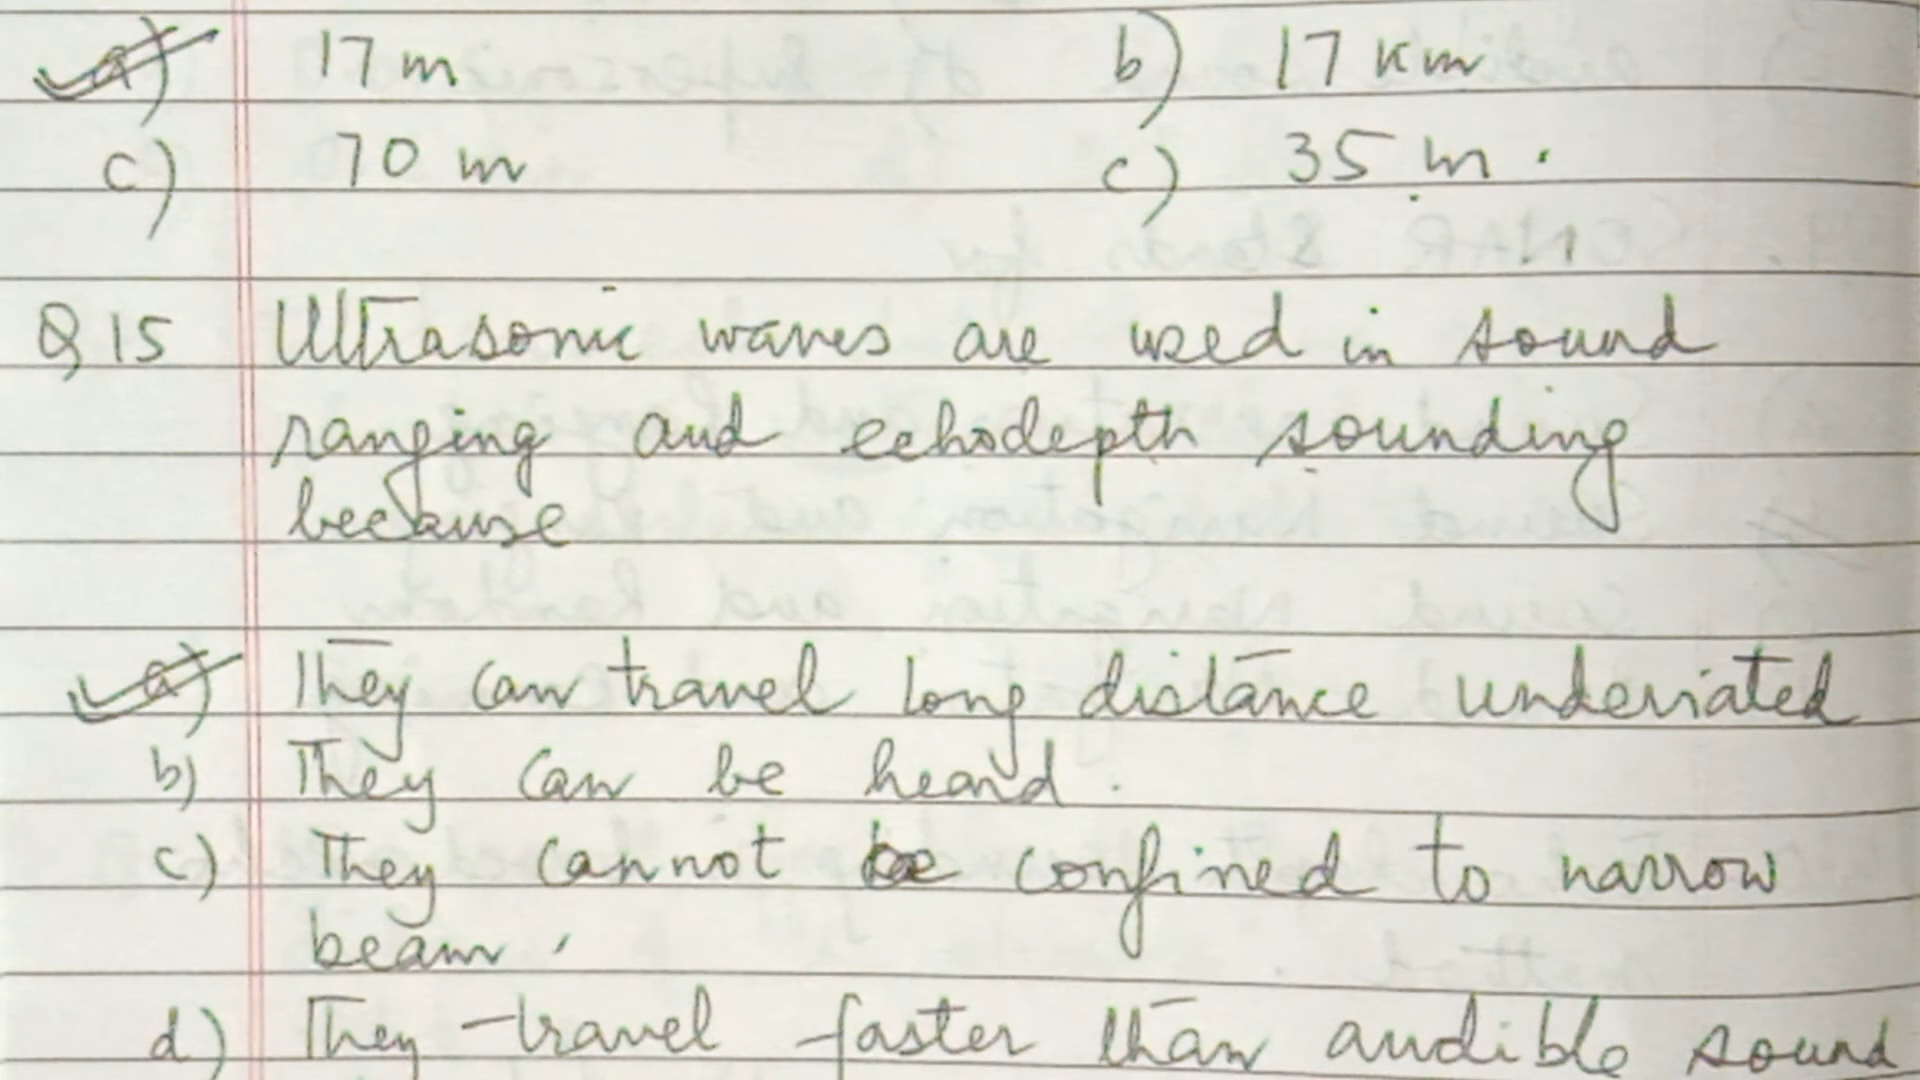 a) 17 m b) 17 km
c) 70 m c) 35 m.
Q 15 Ultrasonic waves are used in sound
ranging and echodepth sounding
because
a) They can travel long distance undeviated
b) They can be heard.
c) They cannot be confined to narrow
beam.
d) They travel faster than audible sound